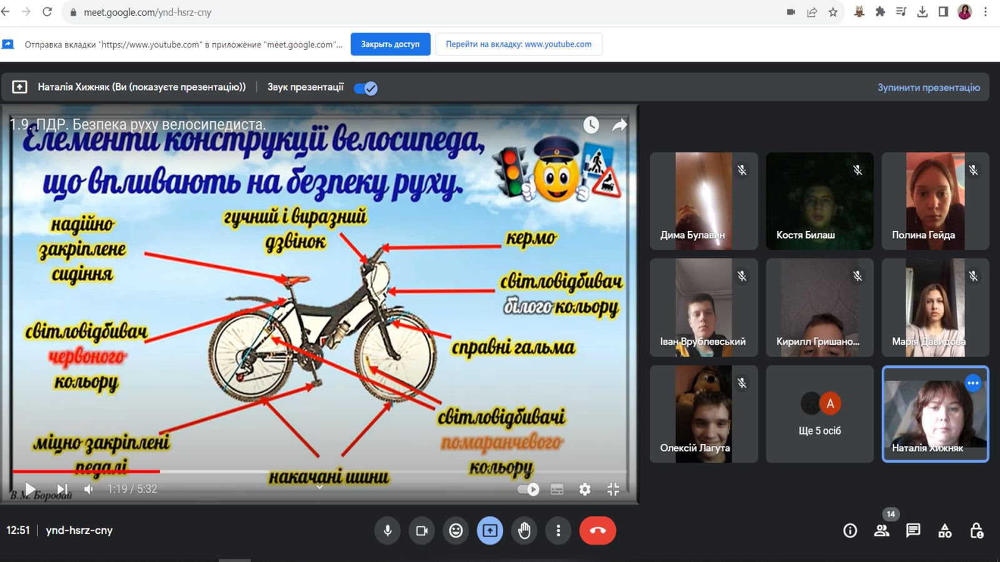 meet.google.com/ynd-hsrz-cny
Отправка вкладки "https://www.youtube.com" в приложение "meet.google.com"...
Закрыть доступ
Перейти на вкладку: www.youtube.com
Наталія Хижняк (Ви (показуєте презентацію))
Звук презентації
Зупинити презентацію
1.9. ПДР. Безпека руху велосипедиста.
Елементи конструкції велосипеда,
що впливають на безпеку руху.
надійно
закріплене
сидіння
гучний і виразний
дзвінок
кермо
світловідбивач
білого кольору
світловідбивач
червоного
кольору
справні гальма
світловідбивачі
помаранчевого
кольору
міцно закріплені
педалі
накачані шини
1:19 / 5:32
В.М. Бородай
Дима Булавин
Костя Билаш
Полина Гейда
Іван Врублевський
Кирилл Гришано...
Марія Давидова
Олексій Лагута
А
Ще 5 осіб
Наталія Хижняк
12:51
ynd-hsrz-cny
14